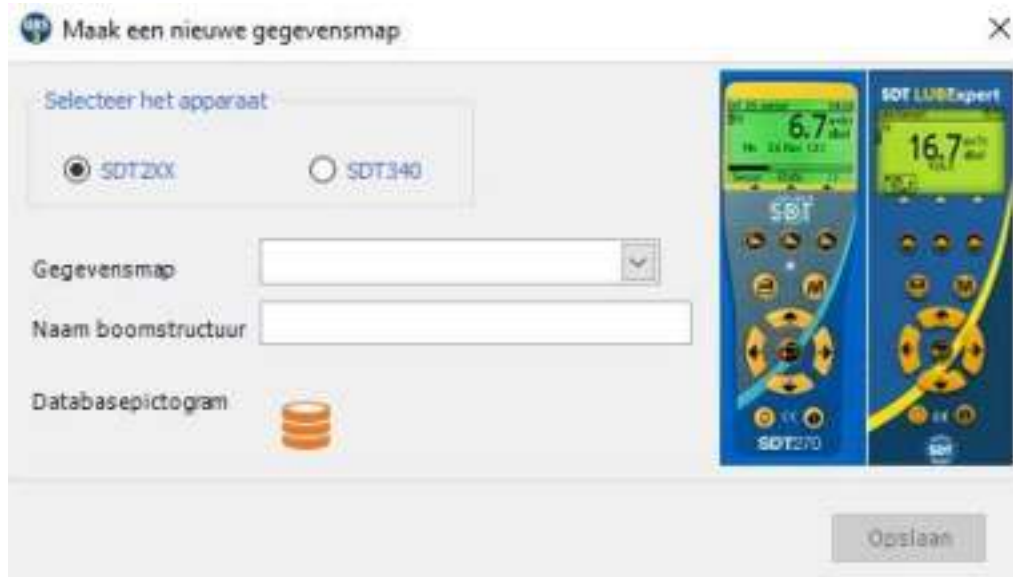 Maak een nieuwe gegevensmap
Selecteer het apparaat
SDT2XX
SDT340
Gegevensmap
Naam boomstructuur
Databasepictogram
Opslaan
6.7
SDT
SDT270
SDT LUBExpert
16.7
SDT